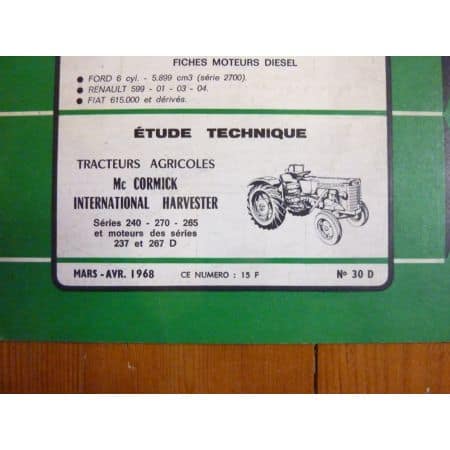 FICHES MOTEURS DIESEL
● FORD 6 cyl. - 5.899 cm3 (série 2700).
● RENAULT 599 - 01 - 03 - 04.
● FIAT 615.000 et dérivés.
ÉTUDE TECHNIQUE
TRACTEURS AGRICOLES
Mc CORMICK
INTERNATIONAL HARVESTER
Séries 240 - 270 - 265
et moteurs des séries
237 et 267 D
MARS - AVR. 1968 CE NUMERO : 15 F N° 30 D